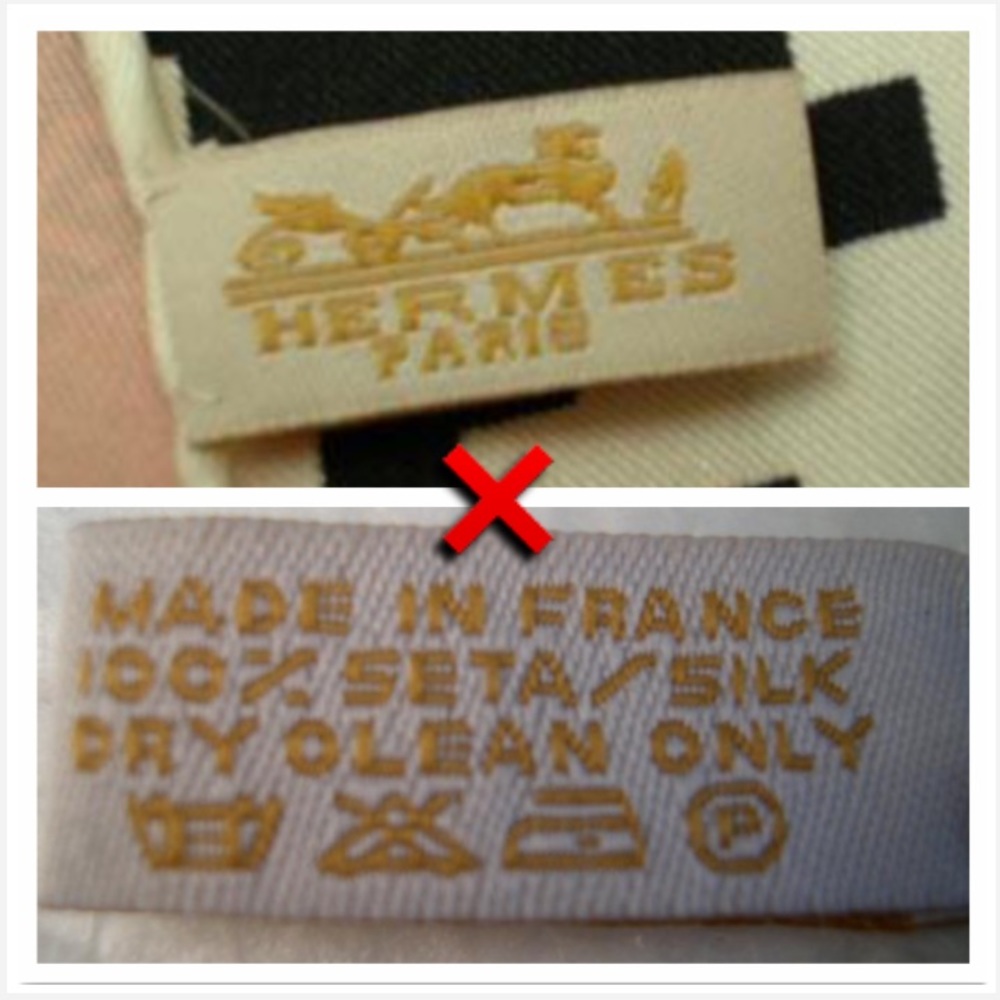 HERMES
PARIS
MADE IN FRANCE
100% SETA/SILK
DRY CLEAN ONLY
P